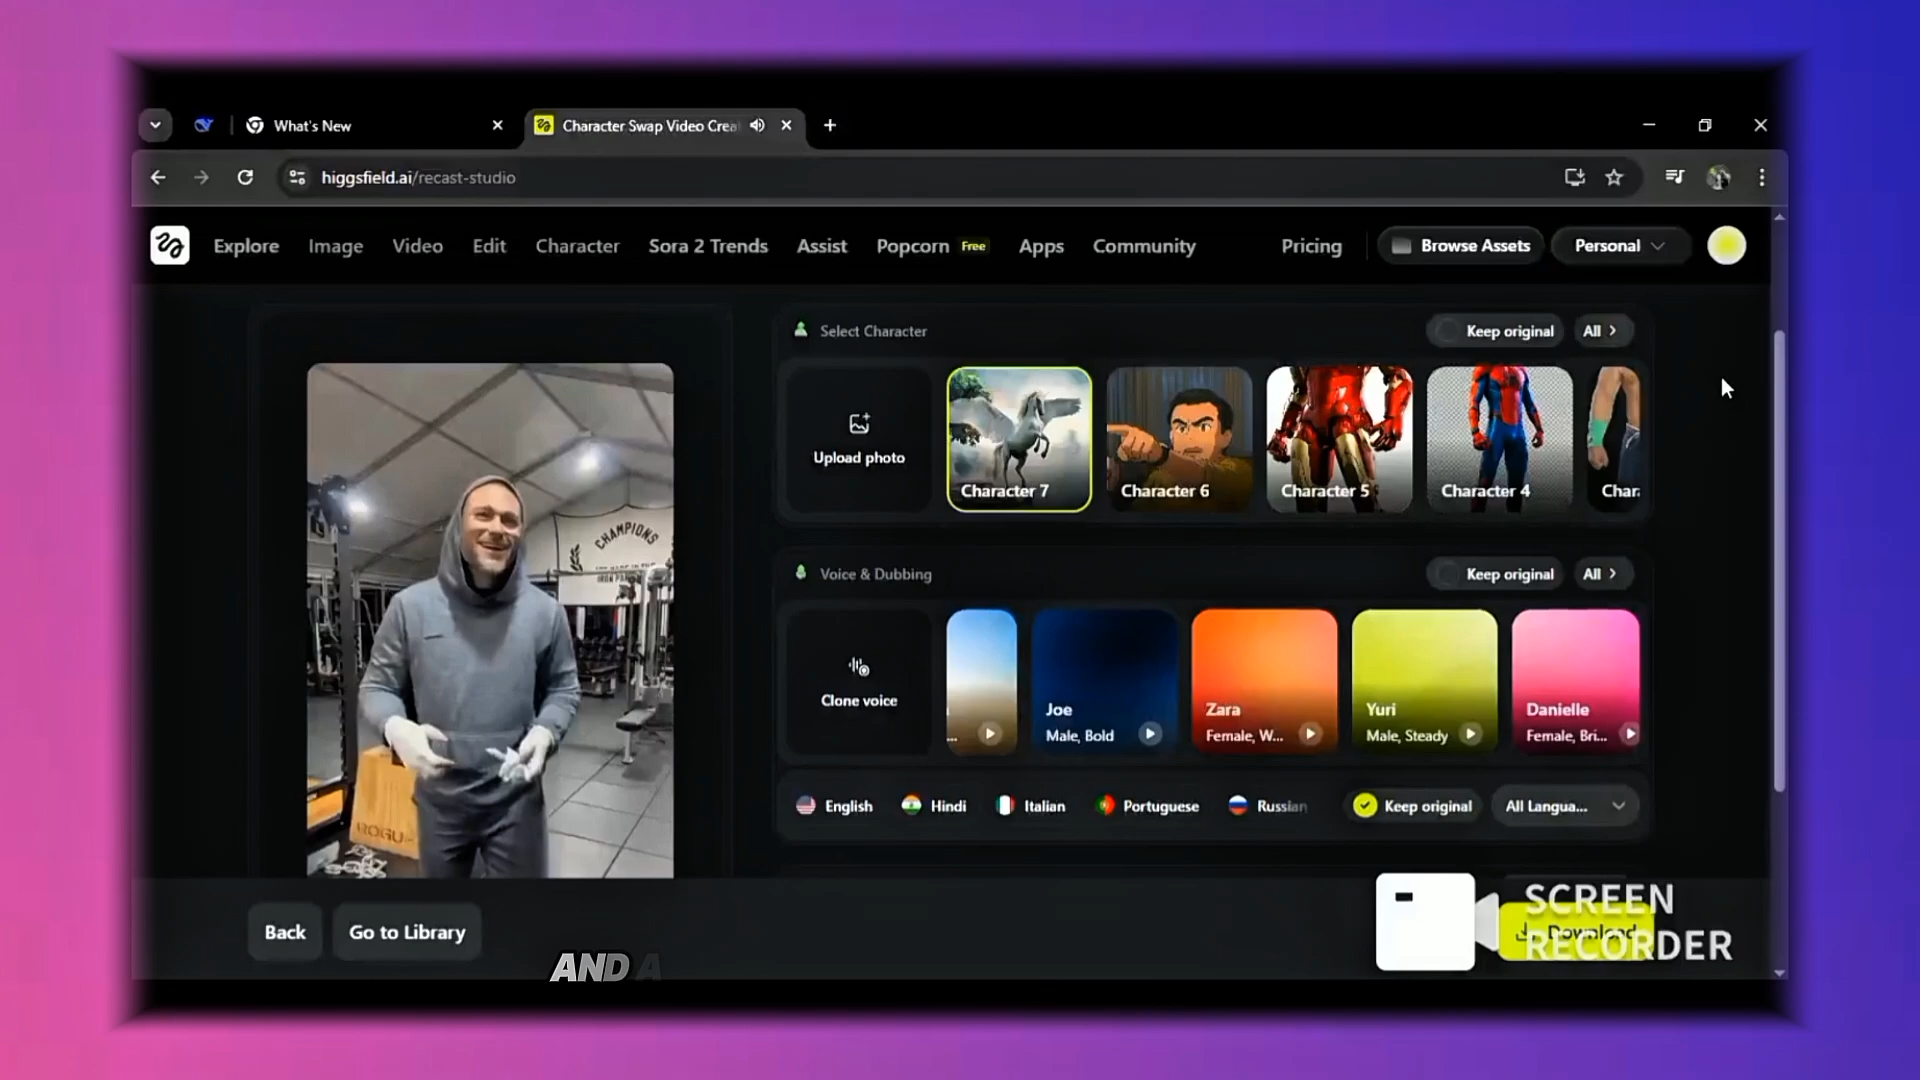 What's New
Character Swap Video Crea
higgsfield.ai/recast-studio
Explore
Image
Video
Edit
Character
Sora 2 Trends
Assist
Popcorn Free
Apps
Community
Pricing
Browse Assets
Personal
Select Character
Keep original
All >
Upload photo
Character 7
Character 6
Character 5
Character 4
Char
CHAMPIONS
ROGU
Voice & Dubbing
Keep original
All >
Clone voice
...
Joe
Male, Bold
Zara
Female, W...
Yuri
Male, Steady
Danielle
Female, Bri...
English
Hindi
Italian
Portuguese
Russian
Keep original
All Langua...
Back
Go to Library
Download
SCREEN
RECORDER
AND A